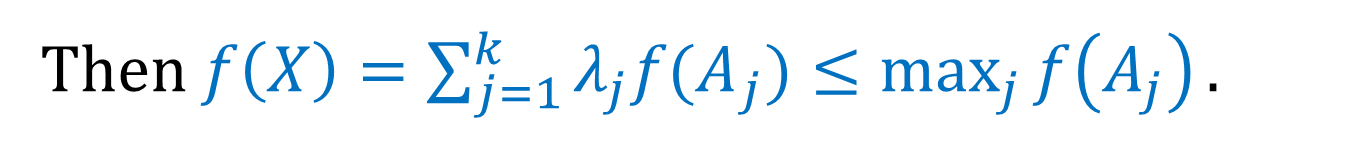 Then f(X) = ∑_{j=1}^{k} λ_j f(A_j) ≤ max_j f(A_j).